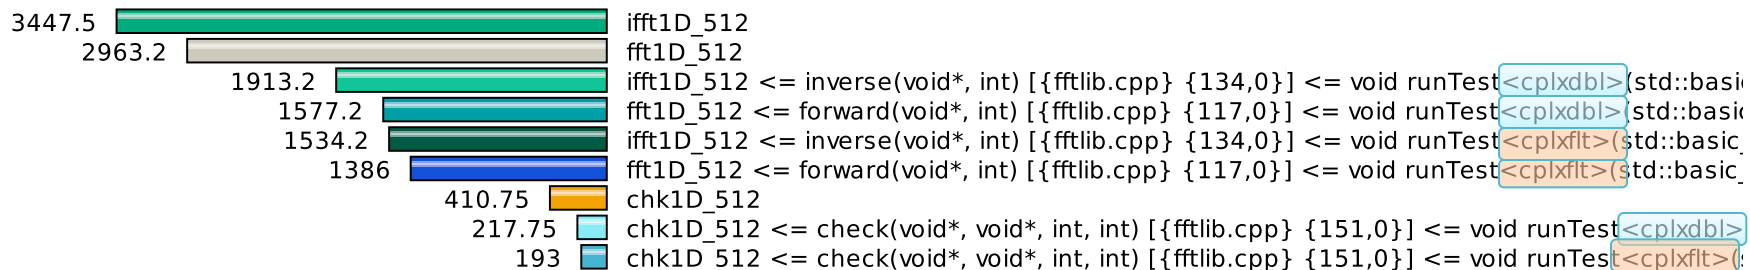 3447.5 ifft1D_512
2963.2 fft1D_512
1913.2 ifft1D_512 <= inverse(void*, int) [{fftlib.cpp} {134,0}] <= void runTest<cplxdbl>(std::basic
1577.2 fft1D_512 <= forward(void*, int) [{fftlib.cpp} {117,0}] <= void runTest<cplxdbl>(std::basic
1534.2 ifft1D_512 <= inverse(void*, int) [{fftlib.cpp} {134,0}] <= void runTest<cplxflt>(std::basic_
1386 fft1D_512 <= forward(void*, int) [{fftlib.cpp} {117,0}] <= void runTest<cplxflt>(std::basic_
410.75 chk1D_512
217.75 chk1D_512 <= check(void*, void*, int, int) [{fftlib.cpp} {151,0}] <= void runTest<cplxdbl>
193 chk1D_512 <= check(void*, void*, int, int) [{fftlib.cpp} {151,0}] <= void runTest<cplxflt>(